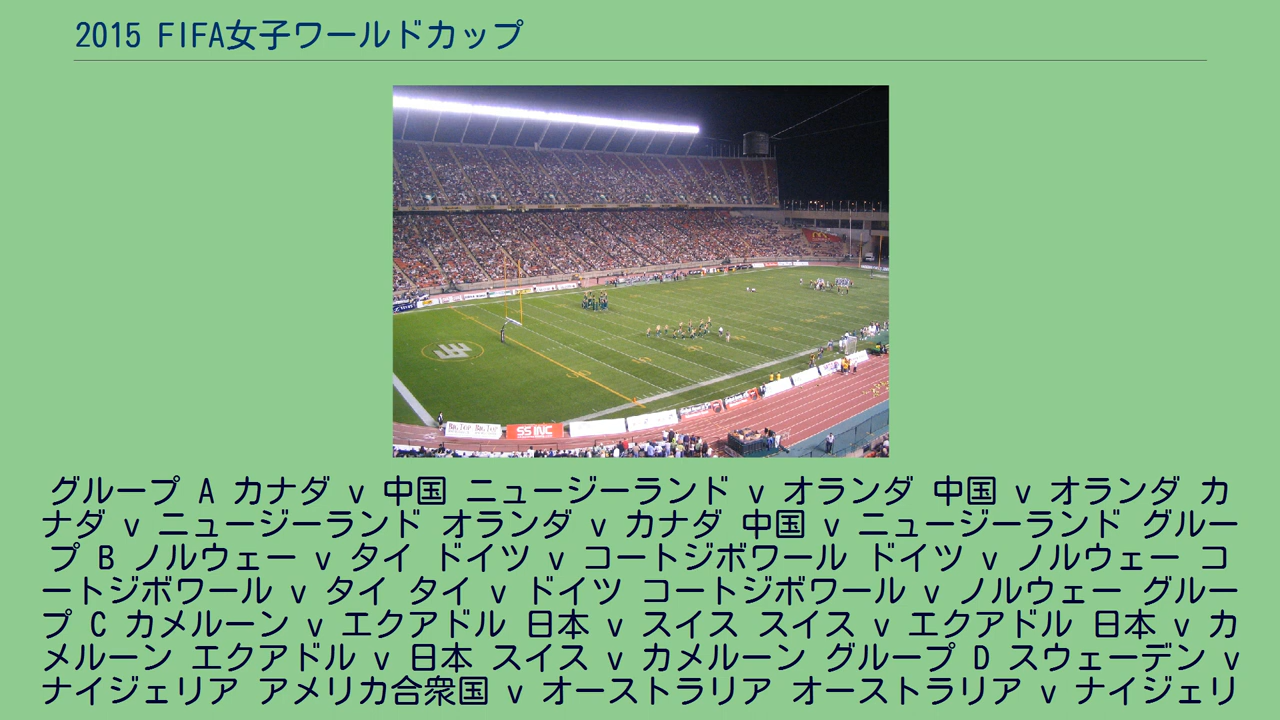 2015 FIFA女子ワールドカップ
BIG TOP BIG TOP
SS INC
グループ A カナダ v 中国 ニュージーランド v オランダ 中国 v オランダ カ
ナダ v ニュージーランド オランダ v カナダ 中国 v ニュージーランド グルー
プ B ノルウェー v タイ ドイツ v コートジボワール ドイツ v ノルウェー コ
ートジボワール v タイ タイ v ドイツ コートジボワール v ノルウェー グルー
プ C カメルーン v エクアドル 日本 v スイス スイス v エクアドル 日本 v カ
メルーン エクアドル v 日本 スイス v カメルーン グループ D スウェーデン v
ナイジェリア アメリカ合衆国 v オーストラリア オーストラリア v ナイジェリ